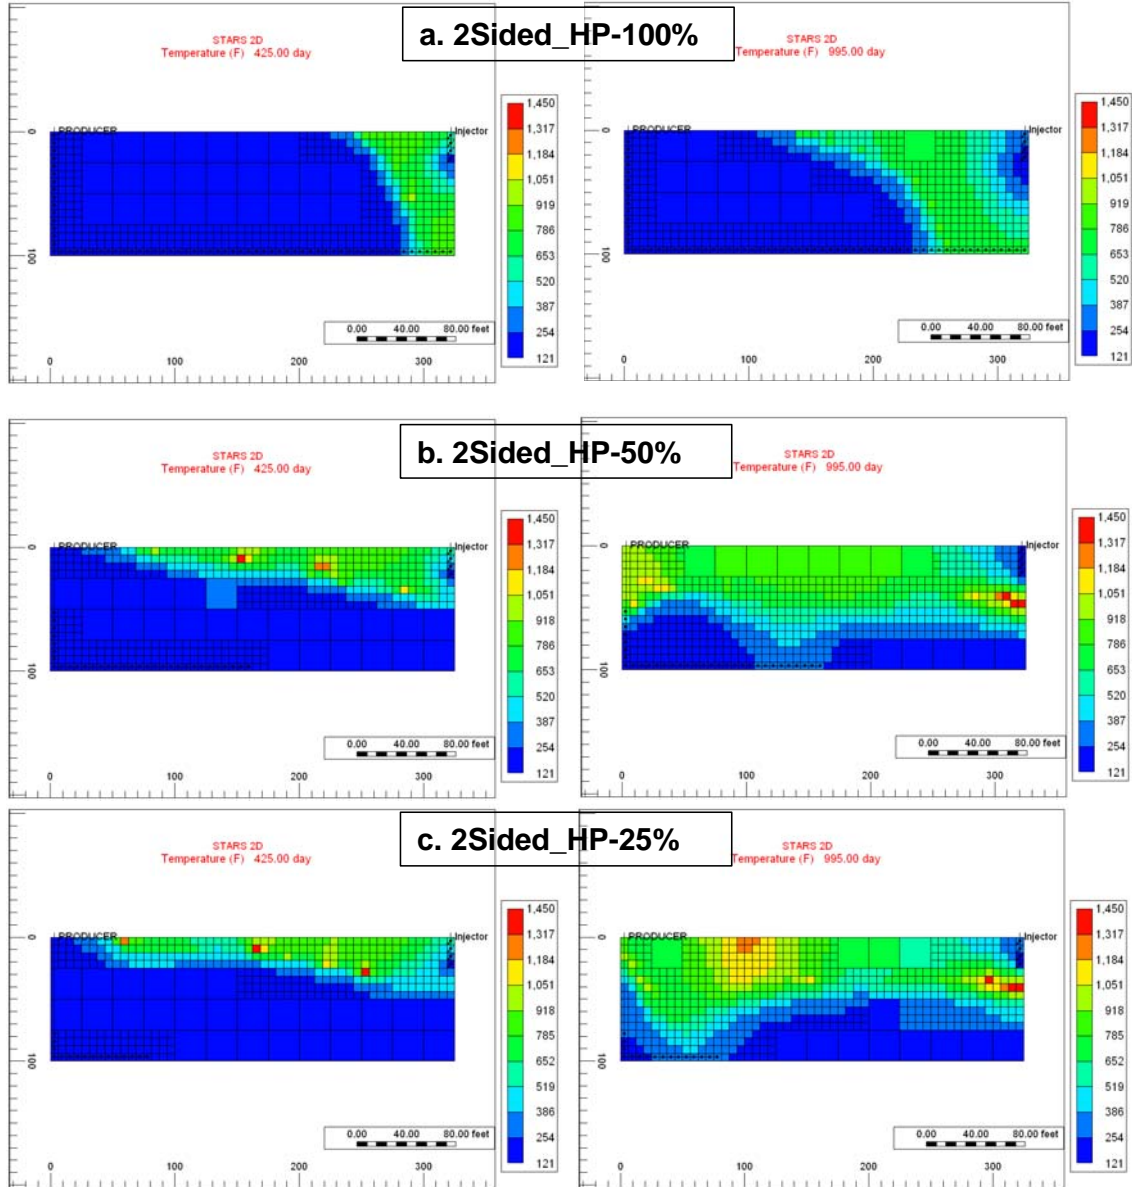 a. 2Sided_HP-100%
STARS 2D
Temperature (F) 425.00 day
PRODUCER
Injector
0
100
0.00 40.00 80.00 feet
0 100 200 300
1,450
1,317
1,184
1,051
919
786
653
520
387
254
121
STARS 2D
Temperature (F) 995.00 day
PRODUCER
Injector
0
100
0.00 40.00 80.00 feet
0 100 200 300
1,450
1,317
1,184
1,051
919
786
653
520
387
254
121
b. 2Sided_HP-50%
STARS 2D
Temperature (F) 425.00 day
PRODUCER
Injector
0
100
0.00 40.00 80.00 feet
0 100 200 300
1,450
1,317
1,184
1,051
918
786
653
520
387
254
121
STARS 2D
Temperature (F) 995.00 day
PRODUCER
Injector
0
100
0.00 40.00 80.00 feet
0 100 200 300
1,450
1,317
1,184
1,051
918
786
653
520
387
254
121
c. 2Sided_HP-25%
STARS 2D
Temperature (F) 425.00 day
PRODUCER
Injector
0
100
0.00 40.00 80.00 feet
0 100 200 300
1,450
1,317
1,184
1,051
918
785
652
519
386
254
121
STARS 2D
Temperature (F) 995.00 day
PRODUCER
Injector
0
100
0.00 40.00 80.00 feet
0 100 200 300
1,450
1,317
1,184
1,051
918
785
652
519
386
254
121